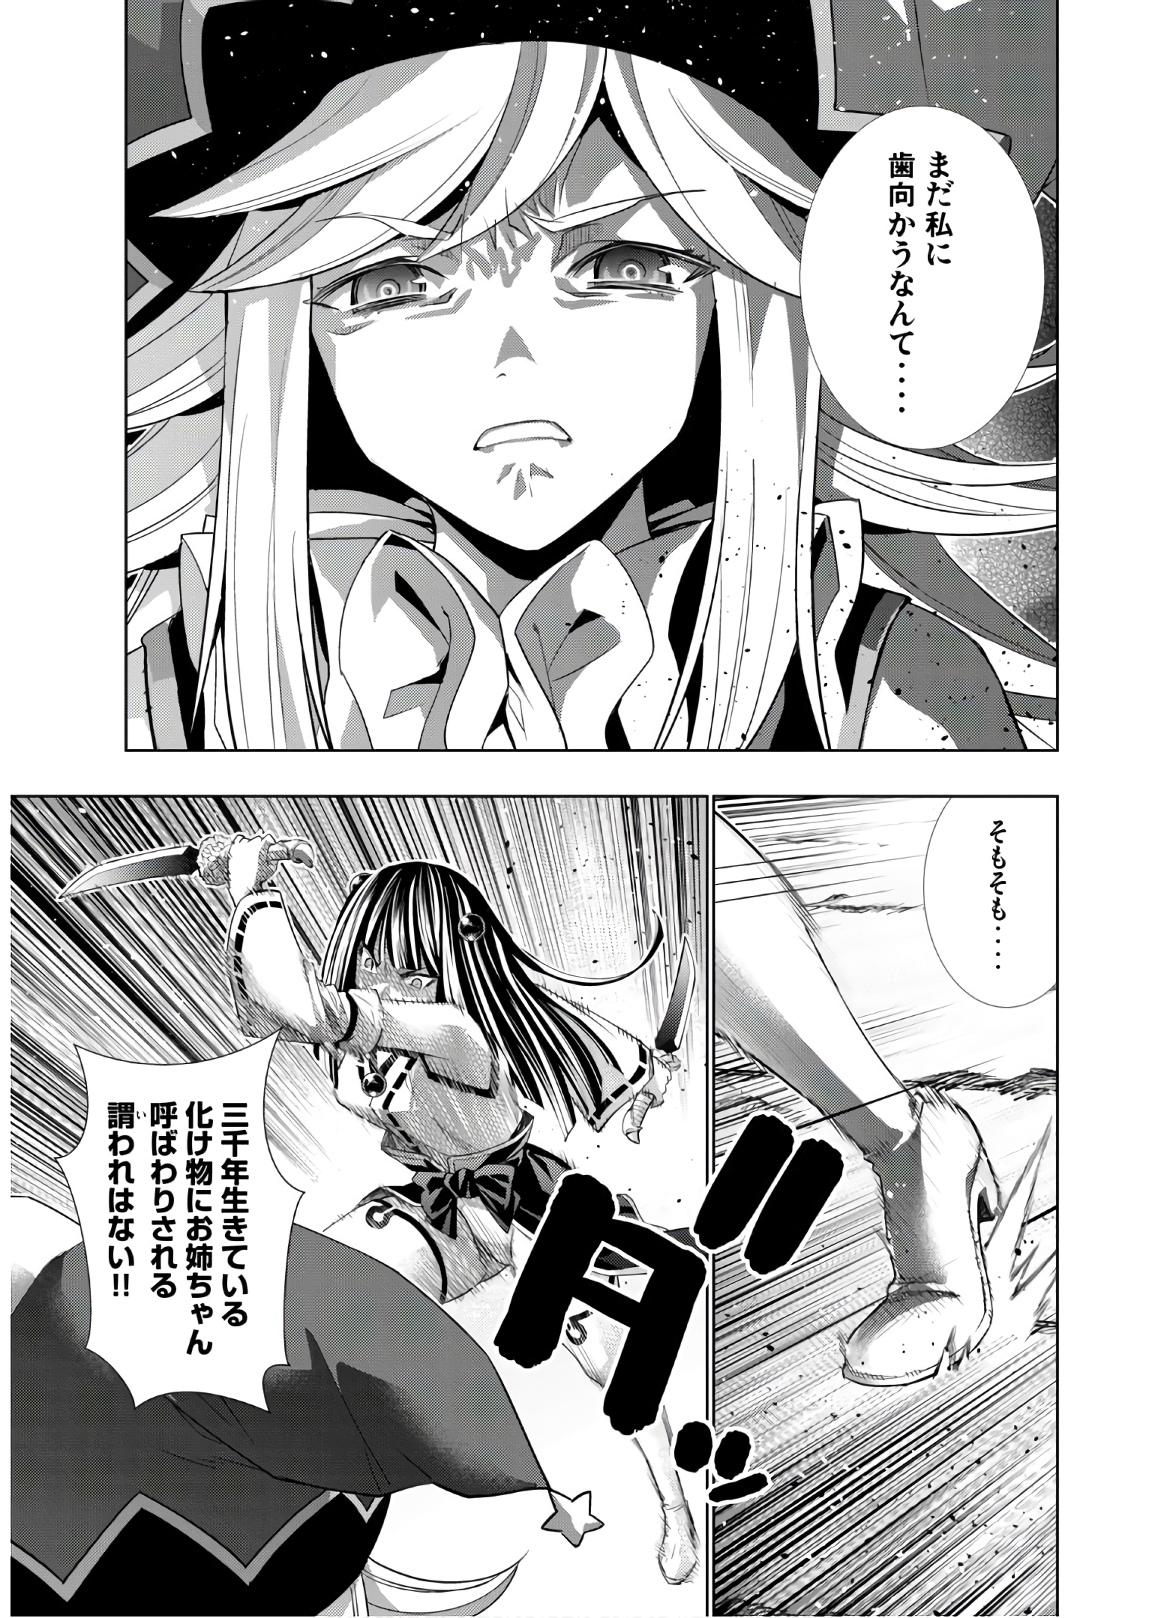 まだ私に
歯向かうなんて‥‥
そもそも‥‥
ダッ
三千年生きている
化け物にお姉ちゃん
呼ばわりされる
謂われはない!!